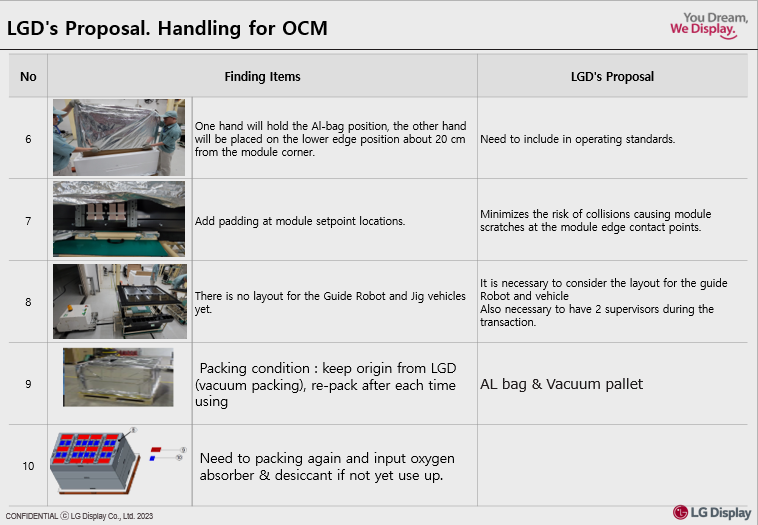 LGD's Proposal. Handling for OCM
You Dream,
We Display.
No
Finding Items
LGD's Proposal
6
One hand will hold the Al-bag position, the other hand
will be placed on the lower edge position about 20 cm
from the module corner.
Need to include in operating standards.
7
Add padding at module setpoint locations.
Minimizes the risk of collisions causing module
scratches at the module edge contact points.
8
There is no layout for the Guide Robot and Jig vehicles
yet.
It is necessary to consider the layout for the guide
Robot and vehicle
Also necessary to have 2 supervisors during the
transaction.
9
Packing condition : keep origin from LGD
(vacuum packing), re-pack after each time
using
AL bag & Vacuum pallet
10
Need to packing again and input oxygen
absorber & desiccant if not yet use up.
CONFIDENTIAL ⓒ LG Display Co., Ltd. 2023
LG Display